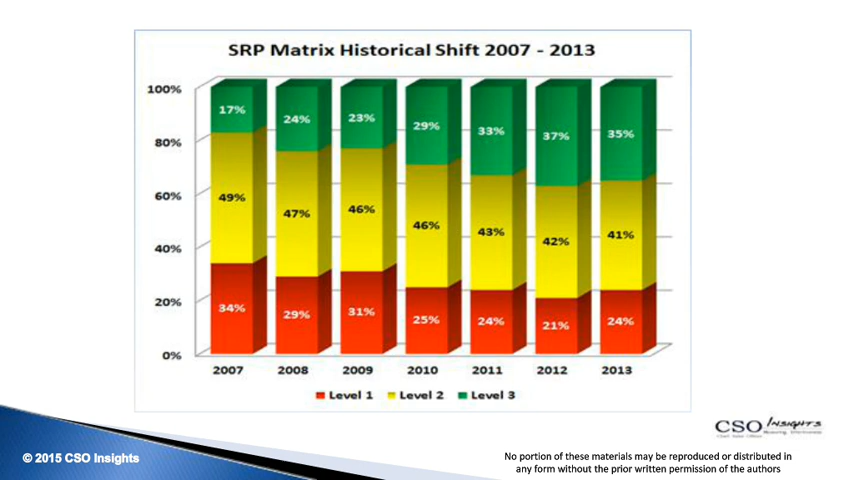 SRP Matrix Historical Shift 2007 - 2013
100%
80%
60%
40%
20%
0%
17% 24% 23% 29% 33% 37% 35%
49% 47% 46% 46% 43% 42% 41%
34% 29% 31% 25% 24% 21% 24%
2007 2008 2009 2010 2011 2012 2013
Level 1 Level 2 Level 3
CSO INSIGHTS
© 2015 CSO Insights
No portion of these materials may be reproduced or distributed in
any form without the prior written permission of the authors